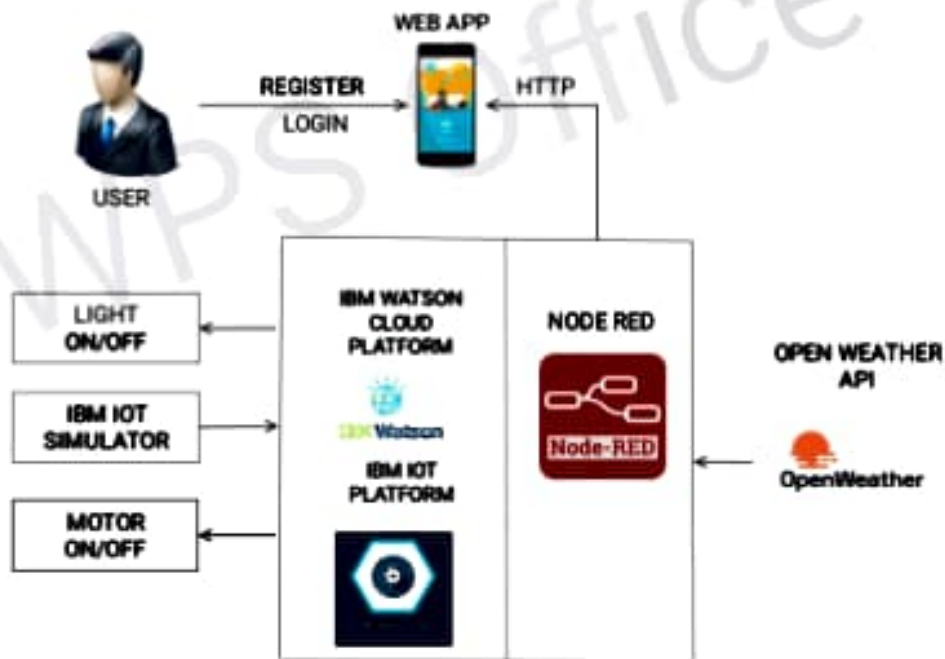 WPS Office
WEB APP
REGISTER
LOGIN
HTTP
USER
LIGHT
ON/OFF
IBM IOT
SIMULATOR
MOTOR
ON/OFF
IBM WATSON
CLOUD
PLATFORM
IBM Watson
IBM IOT
PLATFORM
NODE RED
Node-RED
OPEN WEATHER
API
OpenWeather